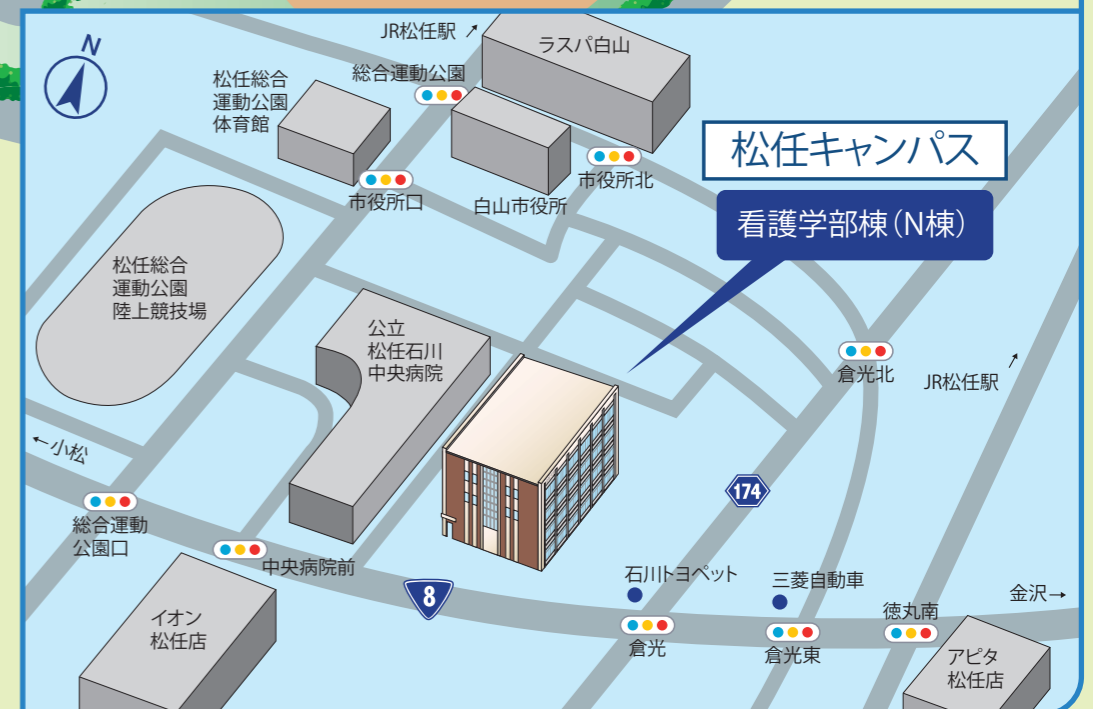 N
JR松任駅
ラスパ白山
総合運動公園
松任総合
運動公園
体育館
市役所口
白山市役所
市役所北
松任キャンパス
看護学部棟(N棟)
松任総合
運動公園
陸上競技場
公立
松任石川
中央病院
倉光北
JR松任駅
←小松
174
総合運動
公園口
中央病院前
8
石川トヨペット
三菱自動車
金沢→
徳丸南
倉光
倉光東
イオン
松任店
アピタ
松任店